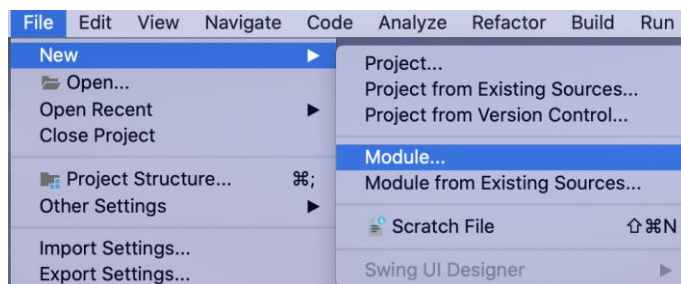 File Edit View Navigate Code Analyze Refactor Build Run
New
Open...
Open Recent
Close Project
Project Structure... ⌘;
Other Settings
Import Settings...
Export Settings...
Project...
Project from Existing Sources...
Project from Version Control...
Module...
Module from Existing Sources...
Scratch File ⇧⌘N
Swing UI Designer